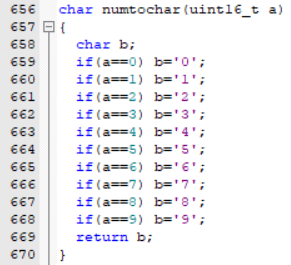 656 char numtochar(uint16_t a)
657 {
658 char b;
659 if(a==0) b='0';
660 if(a==1) b='1';
661 if(a==2) b='2';
662 if(a==3) b='3';
663 if(a==4) b='4';
664 if(a==5) b='5';
665 if(a==6) b='6';
666 if(a==7) b='7';
667 if(a==8) b='8';
668 if(a==9) b='9';
669 return b;
670 }